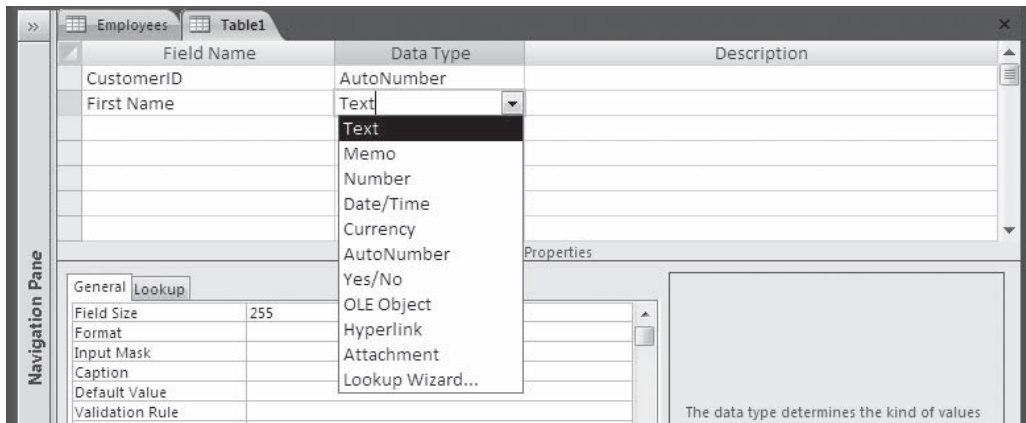 » Employees Table1 ×
Field Name Data Type Description
CustomerID AutoNumber
First Name Text
Text
Memo
Number
Date/Time
Currency
AutoNumber
Yes/No
OLE Object
Hyperlink
Attachment
Lookup Wizard...
Properties
Navigation Pane
General Lookup
Field Size 255
Format
Input Mask
Caption
Default Value
Validation Rule
The data type determines the kind of values